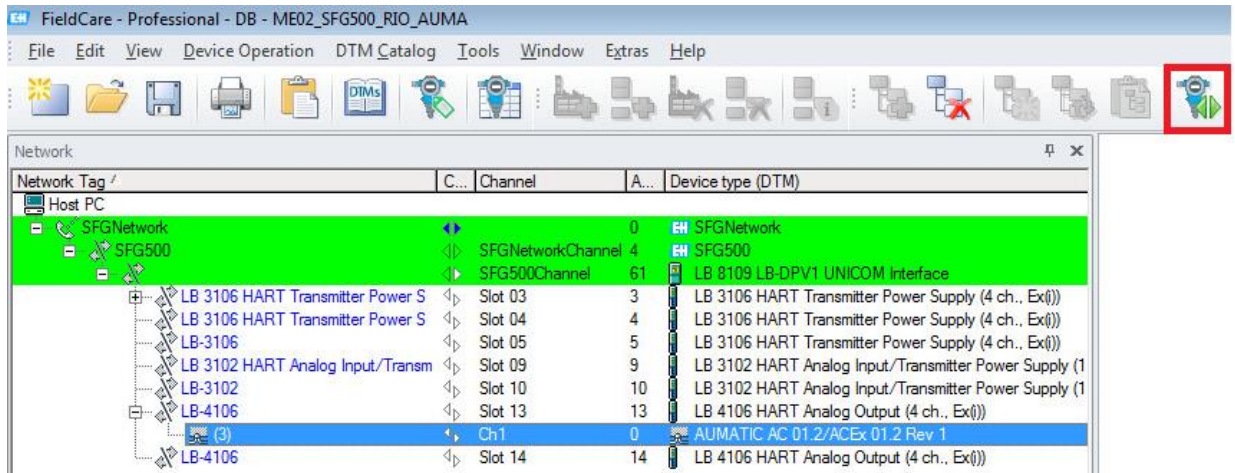 FieldCare - Professional - DB - ME02_SFG500_RIO_AUMA
File Edit View Device Operation DTM Catalog Tools Window Extras Help
DTMs
Network
Network Tag C... Channel A... Device type (DTM)
Host PC
SFGNetwork 0 EH SFGNetwork
SFG500 SFGNetworkChannel 4 EH SFG500
SFG500Channel 61 LB 8109 LB-DPV1 UNICOM Interface
LB 3106 HART Transmitter Power S Slot 03 3 LB 3106 HART Transmitter Power Supply (4 ch., Ex(i))
LB 3106 HART Transmitter Power S Slot 04 4 LB 3106 HART Transmitter Power Supply (4 ch., Ex(i))
LB-3106 Slot 05 5 LB 3106 HART Transmitter Power Supply (4 ch., Ex(i))
LB 3102 HART Analog Input/Transm Slot 09 9 LB 3102 HART Analog Input/Transmitter Power Supply (1
LB-3102 Slot 10 10 LB 3102 HART Analog Input/Transmitter Power Supply (1
LB-4106 Slot 13 13 LB 4106 HART Analog Output (4 ch., Ex(i))
(3) Ch1 0 AUMATIC AC 01.2/ACEx 01.2 Rev 1
LB-4106 Slot 14 14 LB 4106 HART Analog Output (4 ch., Ex(i))